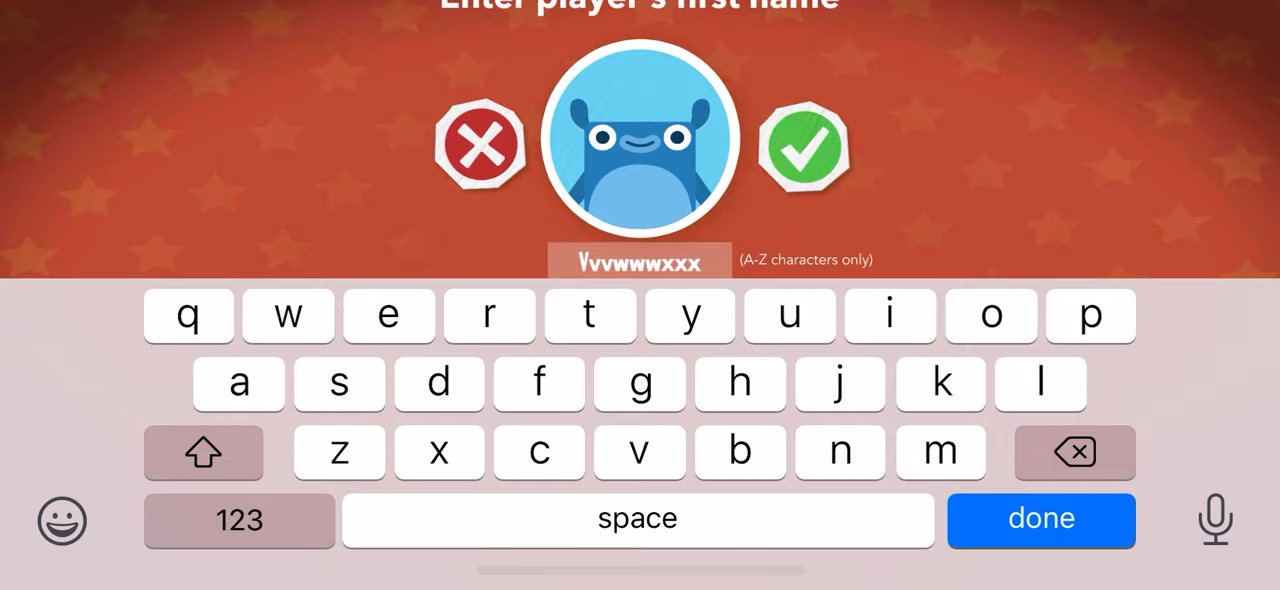 Enter player's first name
Vvvwwwxxx
(A-Z characters only)
q w e r t y u i o p
a s d f g h j k l
z x c v b n m
123 space done